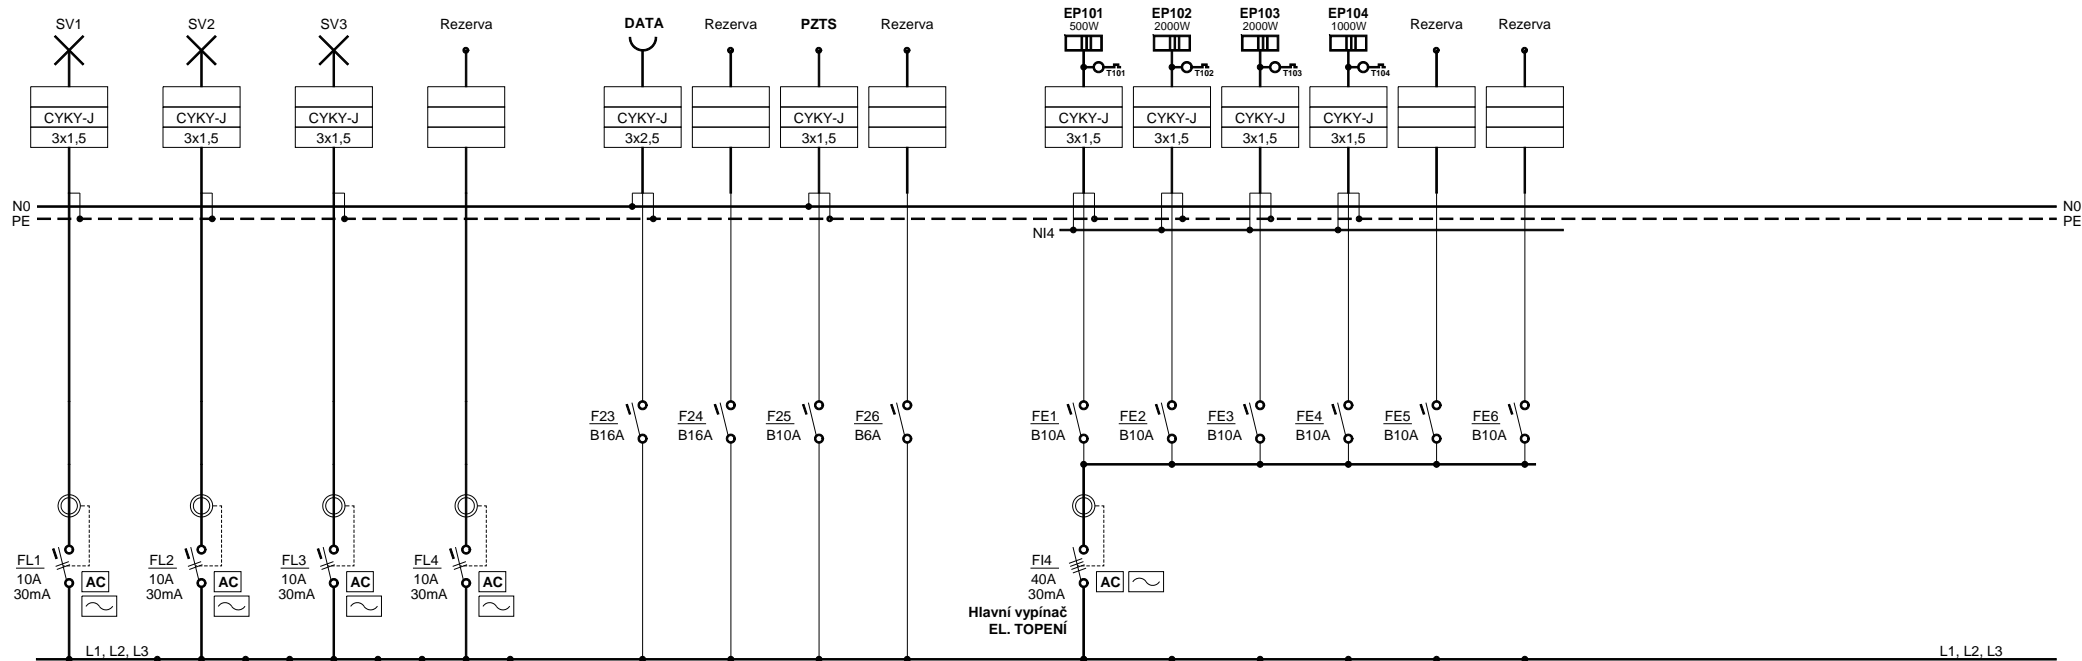 SV1
SV2
SV3
Rezerva
DATA
Rezerva
PZTS
Rezerva
EP101
500W
EP102
2000W
EP103
2000W
EP104
1000W
Rezerva
Rezerva
T101
T102
T103
T104
CYKY-J
3x1,5
CYKY-J
3x1,5
CYKY-J
3x1,5
CYKY-J
3x2,5
CYKY-J
3x1,5
CYKY-J
3x1,5
CYKY-J
3x1,5
CYKY-J
3x1,5
CYKY-J
3x1,5
N0
PE
N0
PE
NI4
F23
B16A
F24
B16A
F25
B10A
F26
B6A
FE1
B10A
FE2
B10A
FE3
B10A
FE4
B10A
FE5
B10A
FE6
B10A
FL1
10A
30mA
AC
FL2
10A
30mA
AC
FL3
10A
30mA
AC
FL4
10A
30mA
AC
FI4
40A
30mA
AC
Hlavní vypínač
EL. TOPENÍ
L1, L2, L3
L1, L2, L3